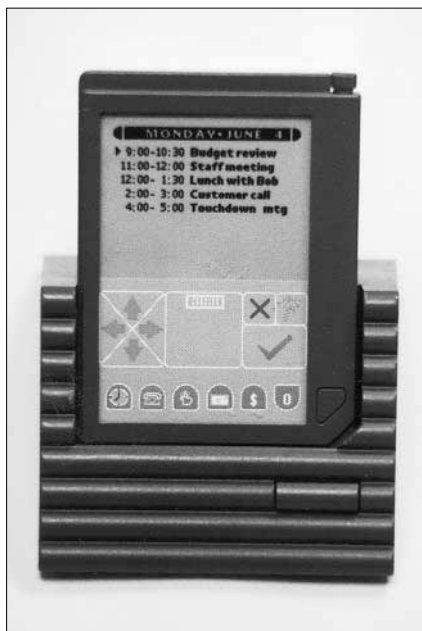 MONDAY•JUNE 4
9:00-10:30 Budget review
11:00-12:00 Staff meeting
12:00- 1:30 Lunch with Bob
2:00- 3:00 Customer call
4:00- 5:00 Touchdown mtg
$ 0